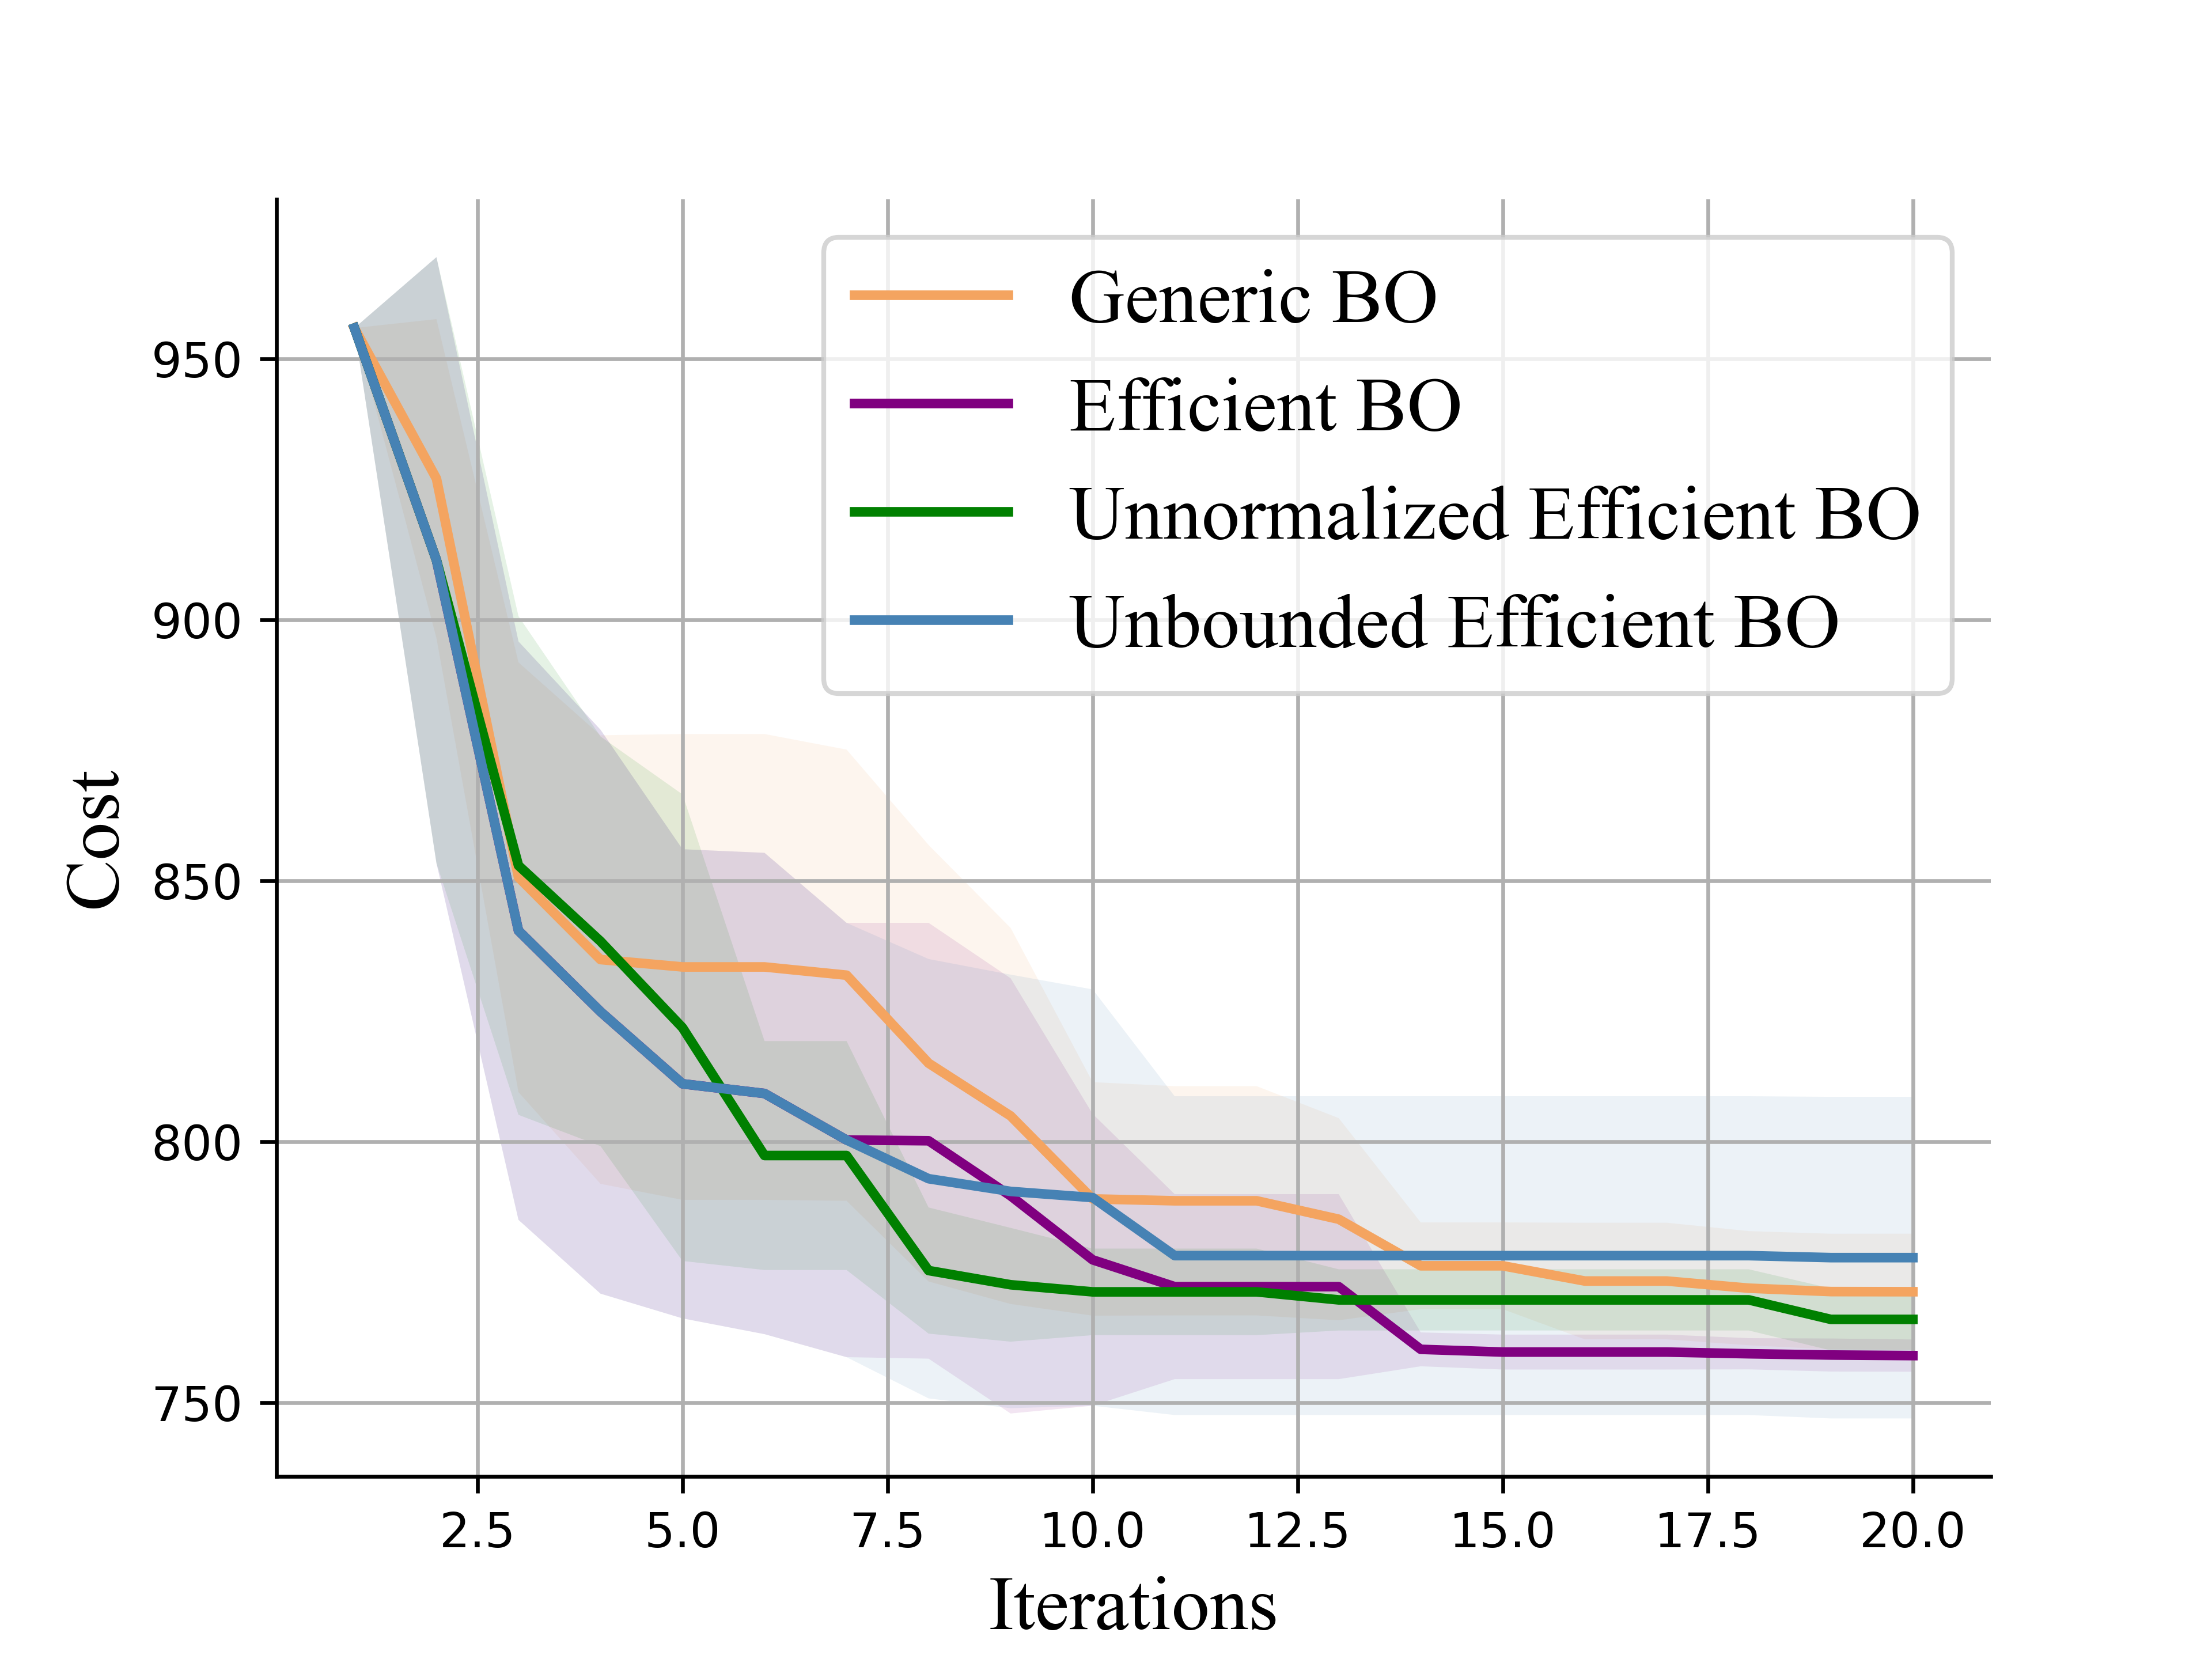 Generic BO
Efficient BO
Unnormalized Efficient BO
Unbounded Efficient BO
950
900
850
800
750
Cost
2.5 5.0 7.5 10.0 12.5 15.0 17.5 20.0
Iterations